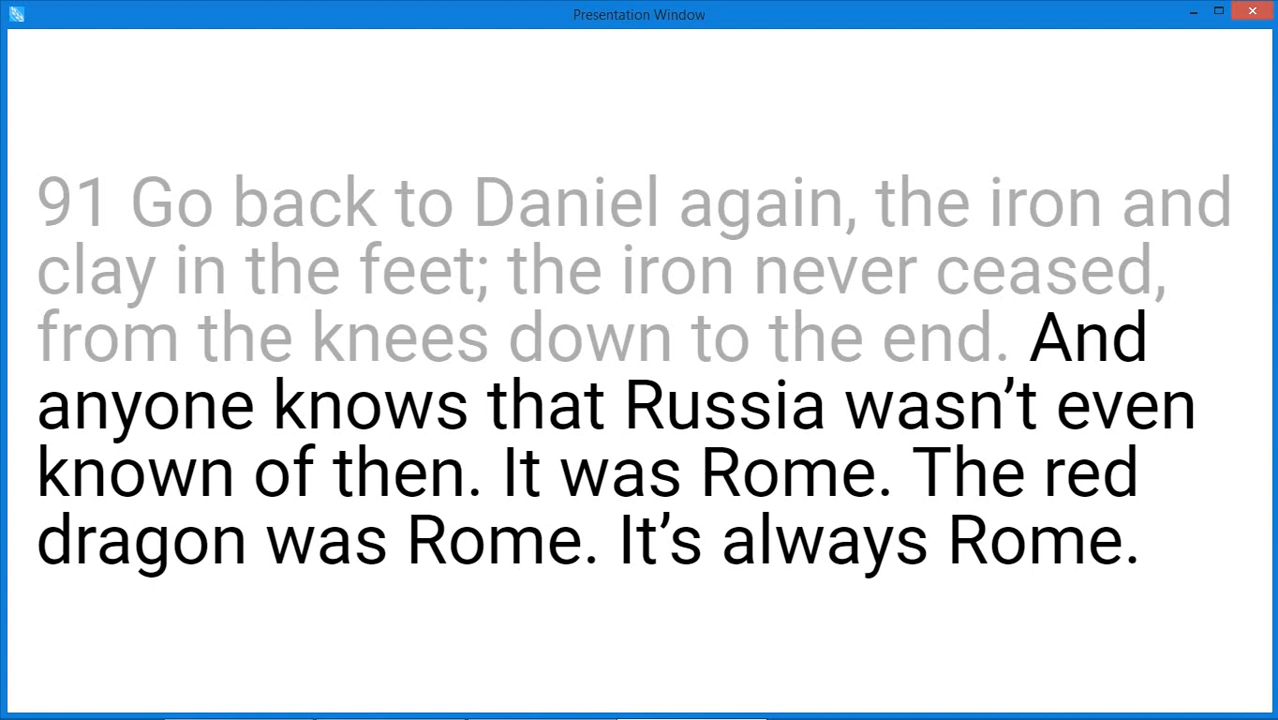 Presentation Window
91 Go back to Daniel again, the iron and
clay in the feet; the iron never ceased,
from the knees down to the end. And
anyone knows that Russia wasn’t even
known of then. It was Rome. The red
dragon was Rome. It’s always Rome.